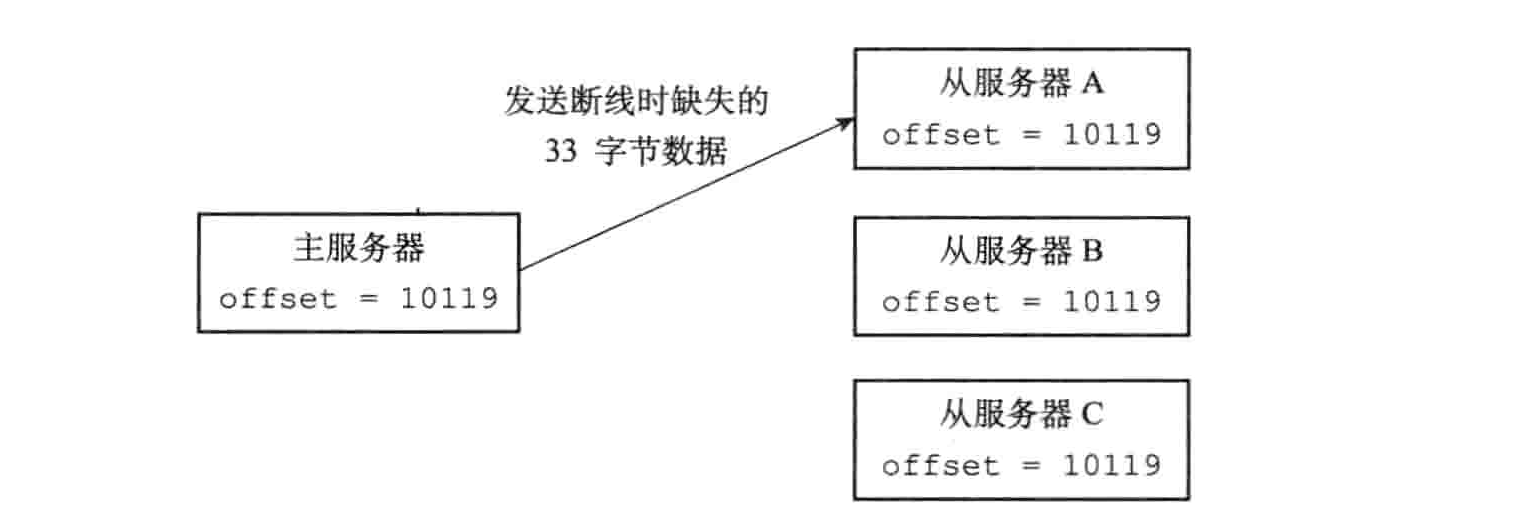 发送断线时缺失的
33 字节数据
主服务器
offset = 10119
从服务器 A
offset = 10119
从服务器 B
offset = 10119
从服务器 C
offset = 10119